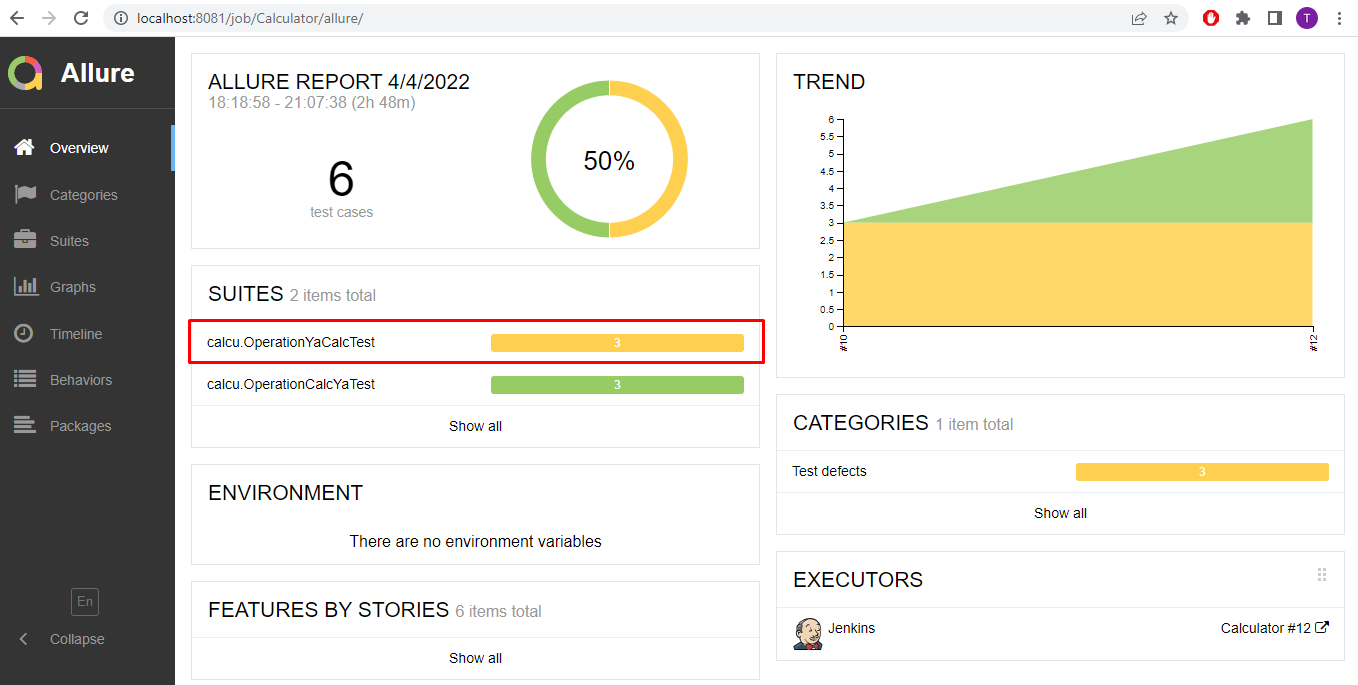 localhost:8081/job/Calculator/allure/
T
Allure
Overview
Categories
Suites
Graphs
Timeline
Behaviors
Packages
En
Collapse
ALLURE REPORT 4/4/2022
18:18:58 - 21:07:38 (2h 48m)
6
test cases
50%
SUITES 2 items total
calcu.OperationYaCalcTest 3
calcu.OperationCalcYaTest 3
Show all
ENVIRONMENT
There are no environment variables
FEATURES BY STORIES 6 items total
Show all
TREND
6
5.5
5
4.5
4
3.5
3
2.5
2
1.5
1
0.5
0
#10
#12
CATEGORIES 1 item total
Test defects 3
Show all
EXECUTORS
Jenkins Calculator #12